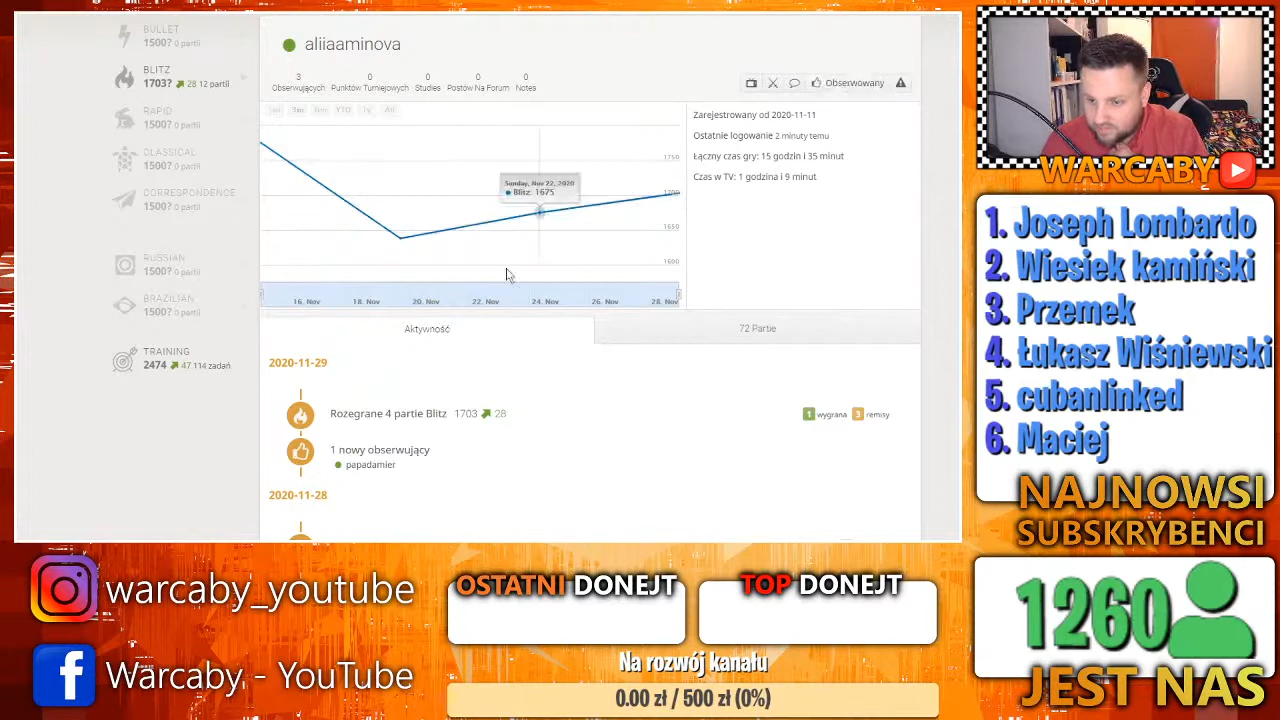 BULLET
1500? 0 partii
BLITZ
1703? 28 12 partii
RAPID
1500? 0 partii
CLASSICAL
1500? 0 partii
CORRESPONDENCE
1500? 0 partii
RUSSIAN
1500? 0 partii
BRAZILIAN
1500? 0 partii
TRAINING
2474 47 114 zadań
aliiaaminova
3 0 0 0 0
Obserwujących Punktów Turniejowych Studies Postów Na Forum Notes
Obserwowany
3m YTD 1y All
1750
1700
1650
1600
Sunday, Nov 22, 2020
Blitz: 1675
16. Nov 18. Nov 20. Nov 22. Nov 24. Nov 26. Nov 28. Nov
Zarejestrowany od 2020-11-11
Ostatnie logowanie 2 minuty temu
Łączny czas gry: 15 godzin i 35 minut
Czas w TV: 1 godzina i 9 minut
Aktywność 72 Partie
2020-11-29
Rozegrane 4 partie Blitz 1703 28
1 wygrana 3 remisy
1 nowy obserwujący
papadamier
2020-11-28
WARCABY
1. Joseph Lombardo
2. Wiesiek kamiński
3. Przemek
4. Łukasz Wiśniewski
5. cubanlinked
6. Maciej
NAJNOWSI
SUBSKRYBENCI
1260
JEST NAS
warcaby_youtube
Warcaby - YouTube
OSTATNI DONEJT
TOP DONEJT
Na rozwój kanału
0.00 zł / 500 zł (0%)